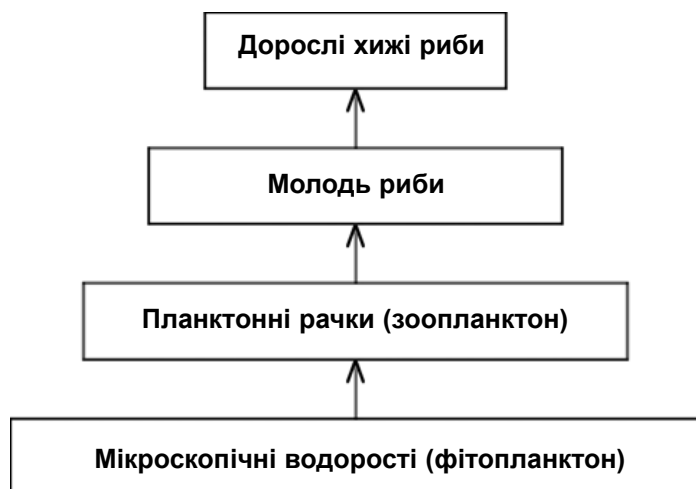 Дорослі хижі риби
Молодь риби
Планктонні рачки (зоопланктон)
Мікроскопічні водорості (фітопланктон)